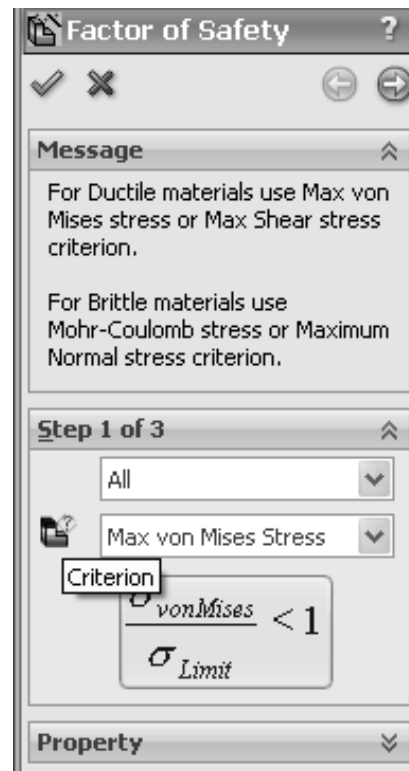 Factor of Safety ?
Message
For Ductile materials use Max von
Mises stress or Max Shear stress
criterion.
For Brittle materials use
Mohr-Coulomb stress or Maximum
Normal stress criterion.
Step 1 of 3
All
Max von Mises Stress
Criterion
σ vonMises
< 1
σ Limit
Property